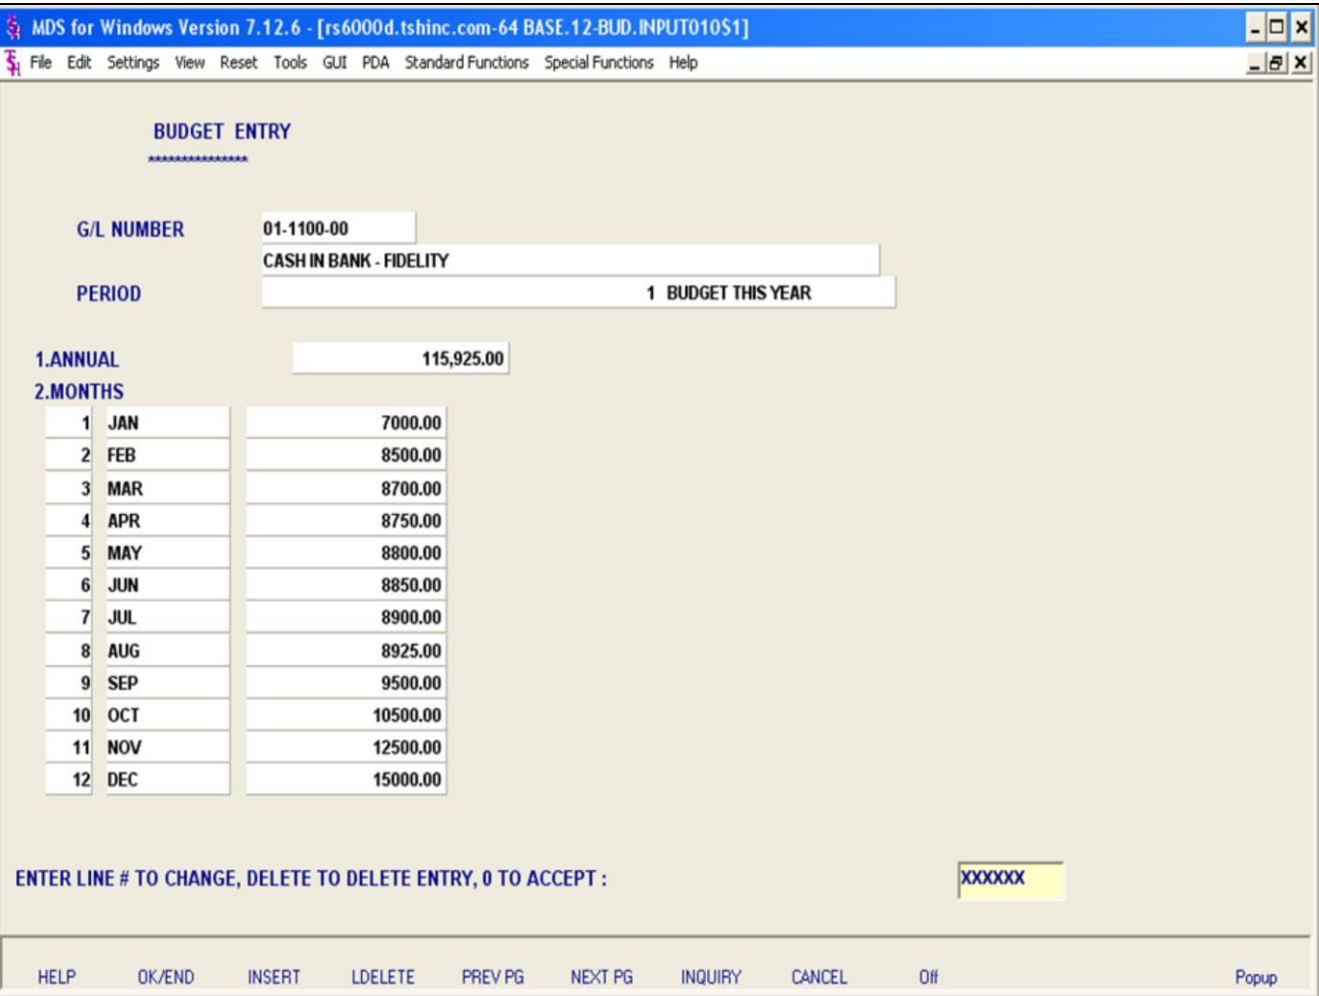 MDS for Windows Version 7.12.6 - [rs6000d.tshinc.com-64 BASE.12-BUD.INPUT010$1]
File Edit Settings View Reset Tools GUI PDA Standard Functions Special Functions Help
BUDGET ENTRY
***************
G/L NUMBER 01-1100-00
CASH IN BANK - FIDELITY
PERIOD 1 BUDGET THIS YEAR
1.ANNUAL 115,925.00
2.MONTHS
1 JAN 7000.00
2 FEB 8500.00
3 MAR 8700.00
4 APR 8750.00
5 MAY 8800.00
6 JUN 8850.00
7 JUL 8900.00
8 AUG 8925.00
9 SEP 9500.00
10 OCT 10500.00
11 NOV 12500.00
12 DEC 15000.00
ENTER LINE # TO CHANGE, DELETE TO DELETE ENTRY, 0 TO ACCEPT : XXXXXX
HELP OK/END INSERT LDELETE PREV PG NEXT PG INQUIRY CANCEL Off Popup